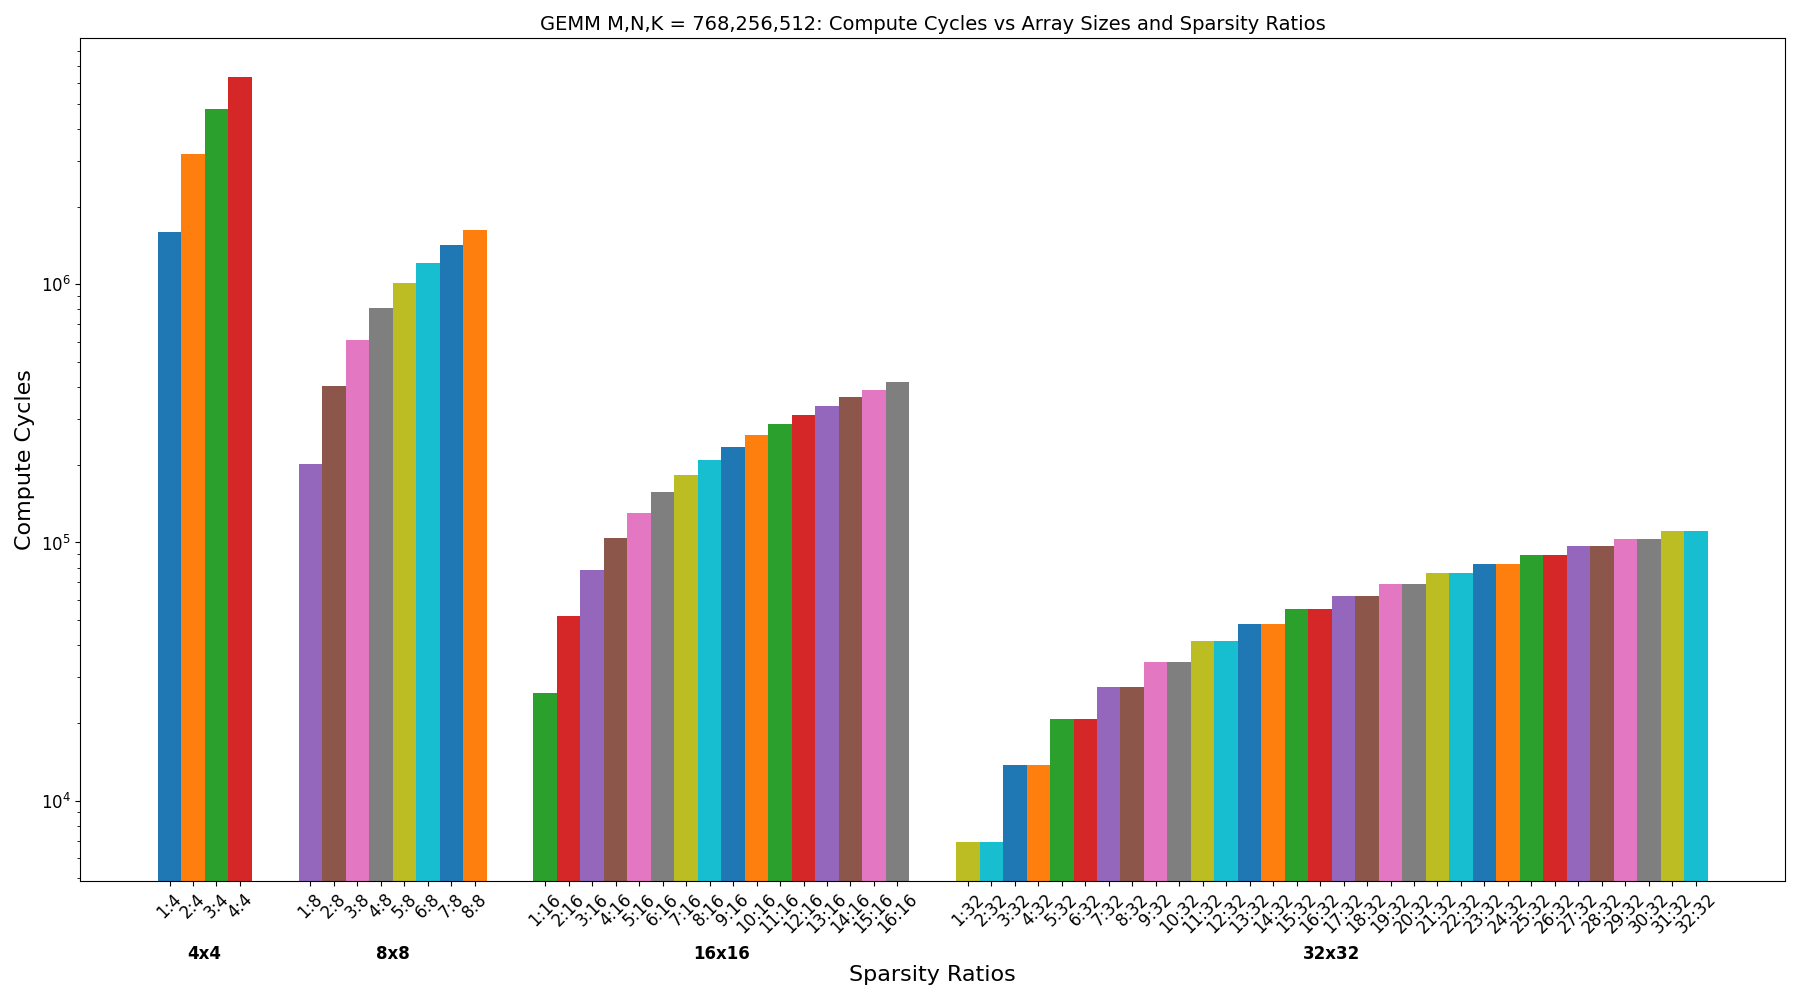 GEMM M,N,K = 768,256,512: Compute Cycles vs Array Sizes and Sparsity Ratios
Compute Cycles
10^6
10^5
10^4
1:4 2:4 3:4 4:4 1:8 2:8 3:8 4:8 5:8 6:8 7:8 8:8 1:16 2:16 3:16 4:16 5:16 6:16 7:16 8:16 9:16 10:16 11:16 12:16 13:16 14:16 15:16 16:16 1:32 2:32 3:32 4:32 5:32 6:32 7:32 8:32 9:32 10:32 11:32 12:32 13:32 14:32 15:32 16:32 17:32 18:32 19:32 20:32 21:32 22:32 23:32 24:32 25:32 26:32 27:32 28:32 29:32 30:32 31:32 32:32
4x4 8x8 16x16 32x32
Sparsity Ratios